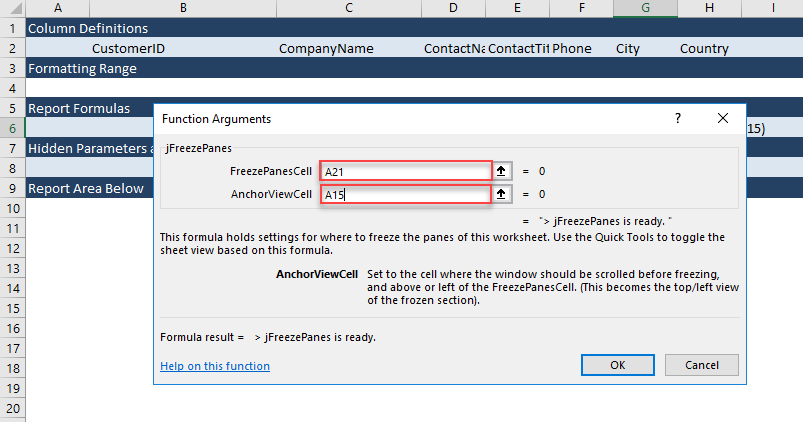 A B C D E F G H I
1 Column Definitions
2 CustomerID CompanyName ContactNa ContactTit Phone City Country
3 Formatting Range
4
5 Report Formulas
6 15)
7 Hidden Parameters a
8
9 Report Area Below
10
11
12
13
14
15
16
17
18
19
20
Function Arguments ? ×
jFreezePanes
FreezePanesCell A21 = 0
AnchorViewCell A15 = 0
= "> jFreezePanes is ready. "
This formula holds settings for where to freeze the panes of this worksheet. Use the Quick Tools to toggle the
sheet view based on this formula.
AnchorViewCell Set to the cell where the window should be scrolled before freezing,
and above or left of the FreezePanesCell. (This becomes the top/left view
of the frozen section).
Formula result = > jFreezePanes is ready.
Help on this function OK Cancel